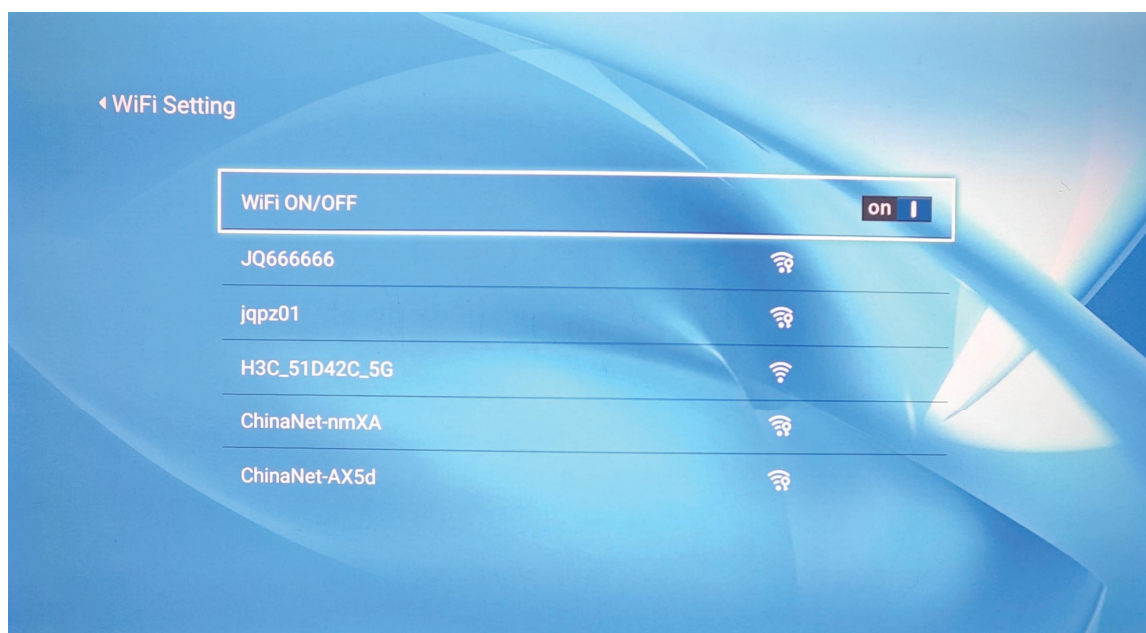 WiFi Setting
WiFi ON/OFF on
JQ666666
jqpz01
H3C_51D42C_5G
ChinaNet-nmXA
ChinaNet-AX5d